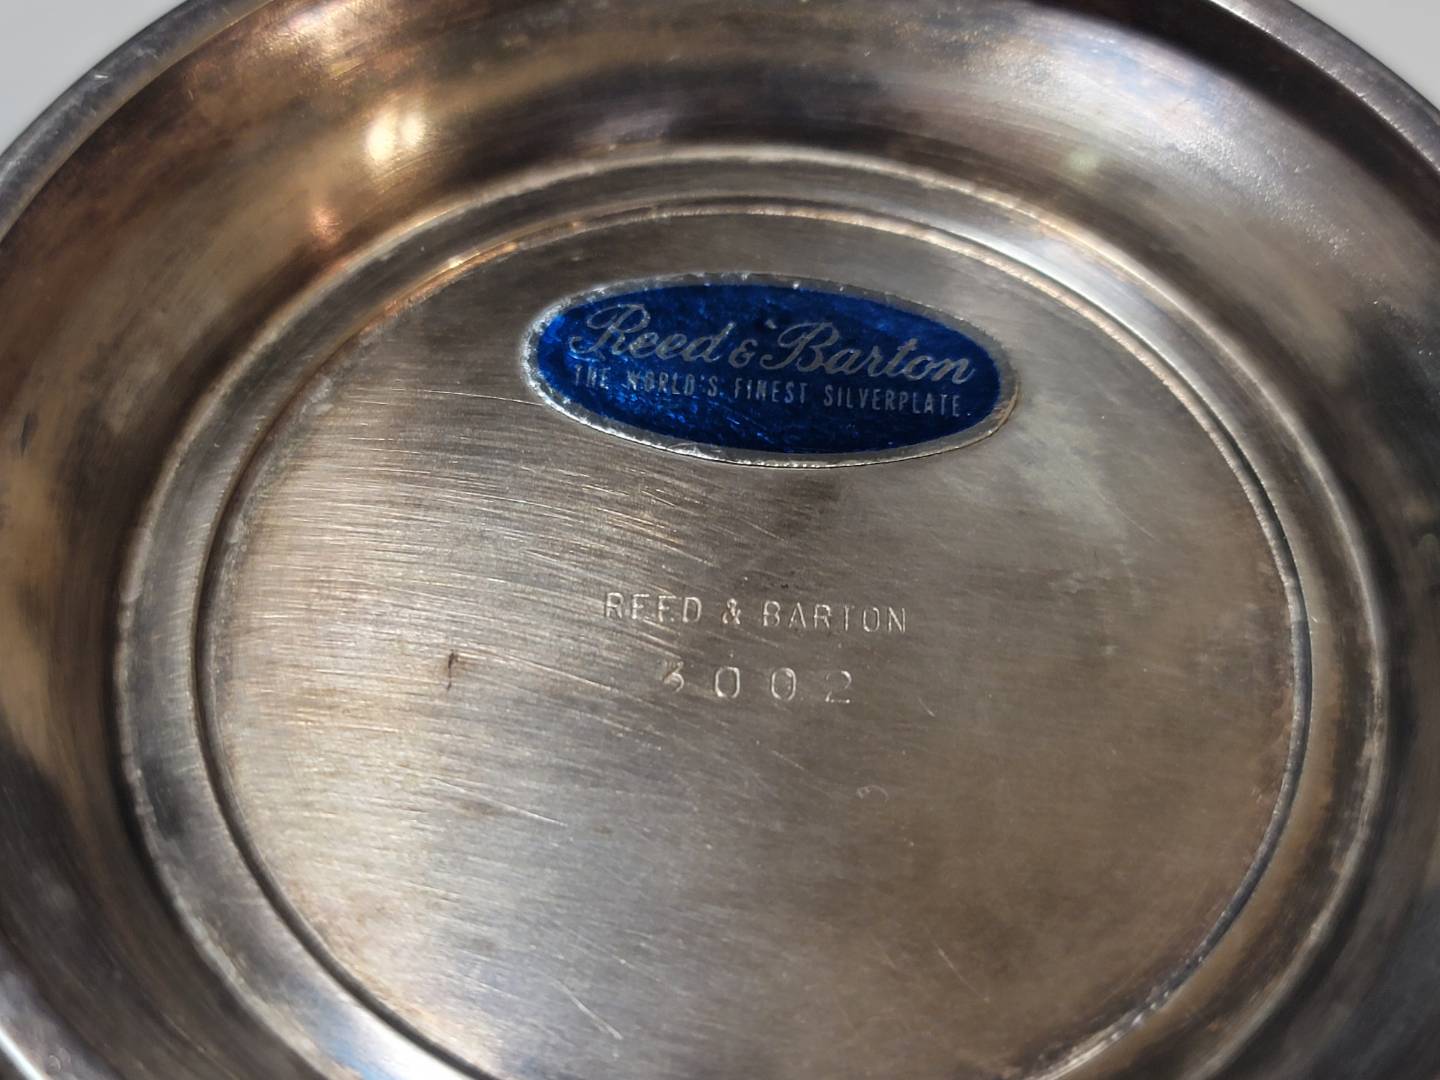 Reed & Barton
THE WORLD'S FINEST SILVERPLATE
REED & BARTON
3002